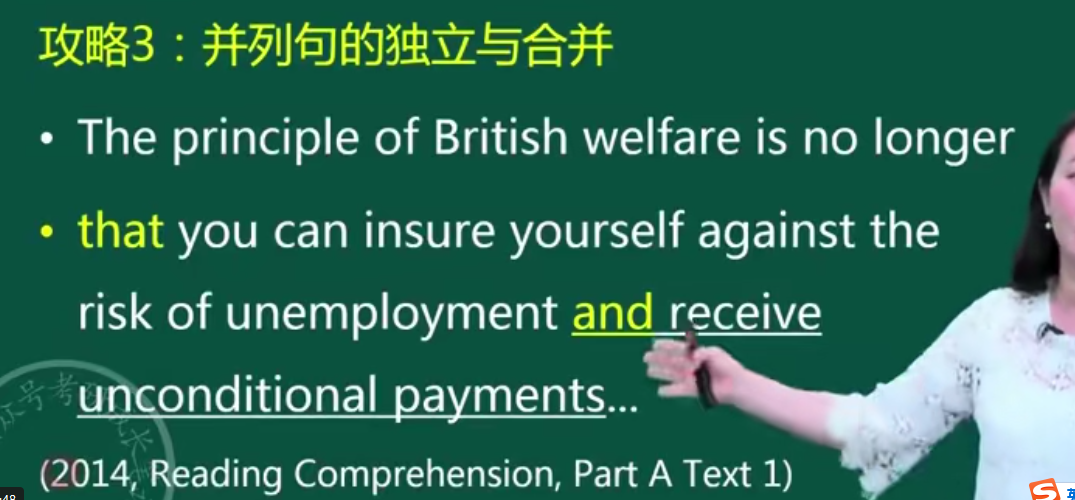 攻略3：并列句的独立与合并
• The principle of British welfare is no longer
• that you can insure yourself against the
risk of unemployment and receive
unconditional payments...
(2014, Reading Comprehension, Part A Text 1)